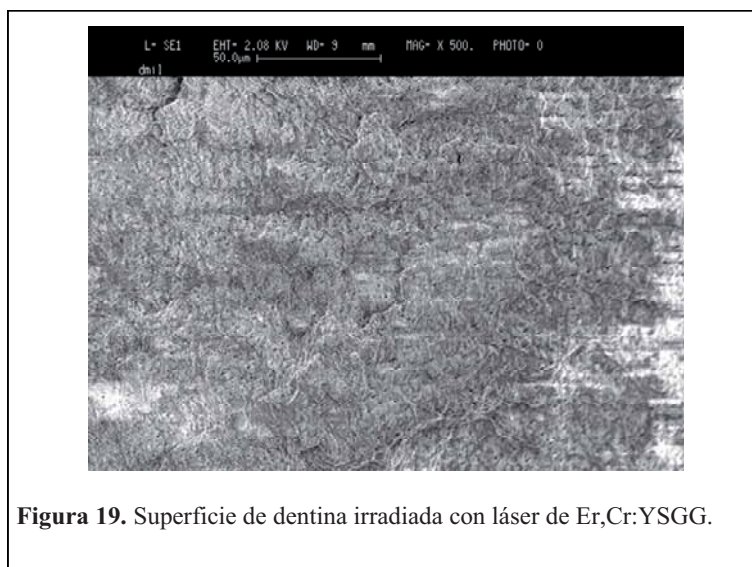 L= SE1 EHT= 2.08 KV WD= 9 mm MAG= X 500. PHOTO= 0
50.0µm
dmil
Figura 19. Superficie de dentina irradiada con láser de Er,Cr:YSGG.